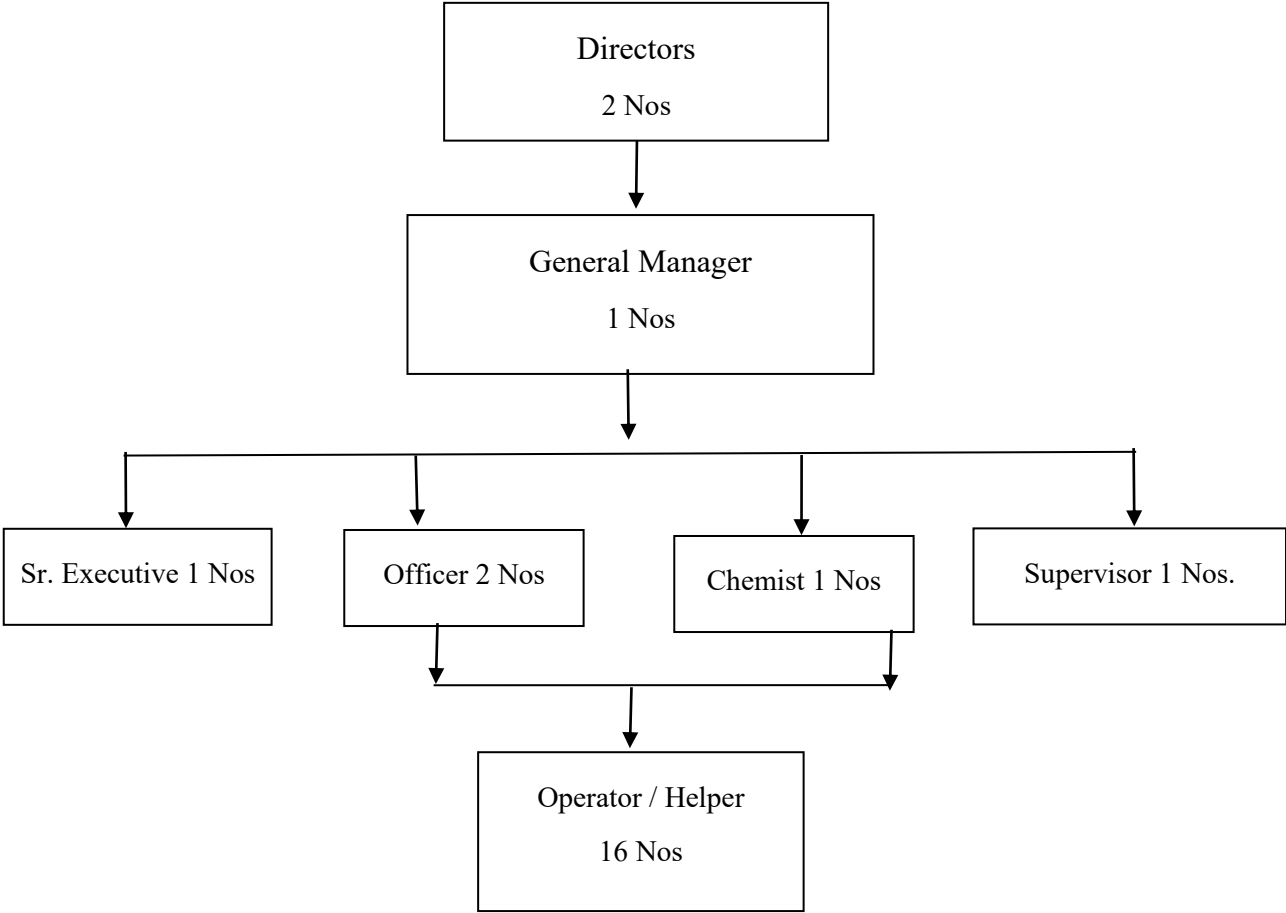 Directors
2 Nos
General Manager
1 Nos
Sr. Executive 1 Nos
Officer 2 Nos
Chemist 1 Nos
Supervisor 1 Nos.
Operator / Helper
16 Nos